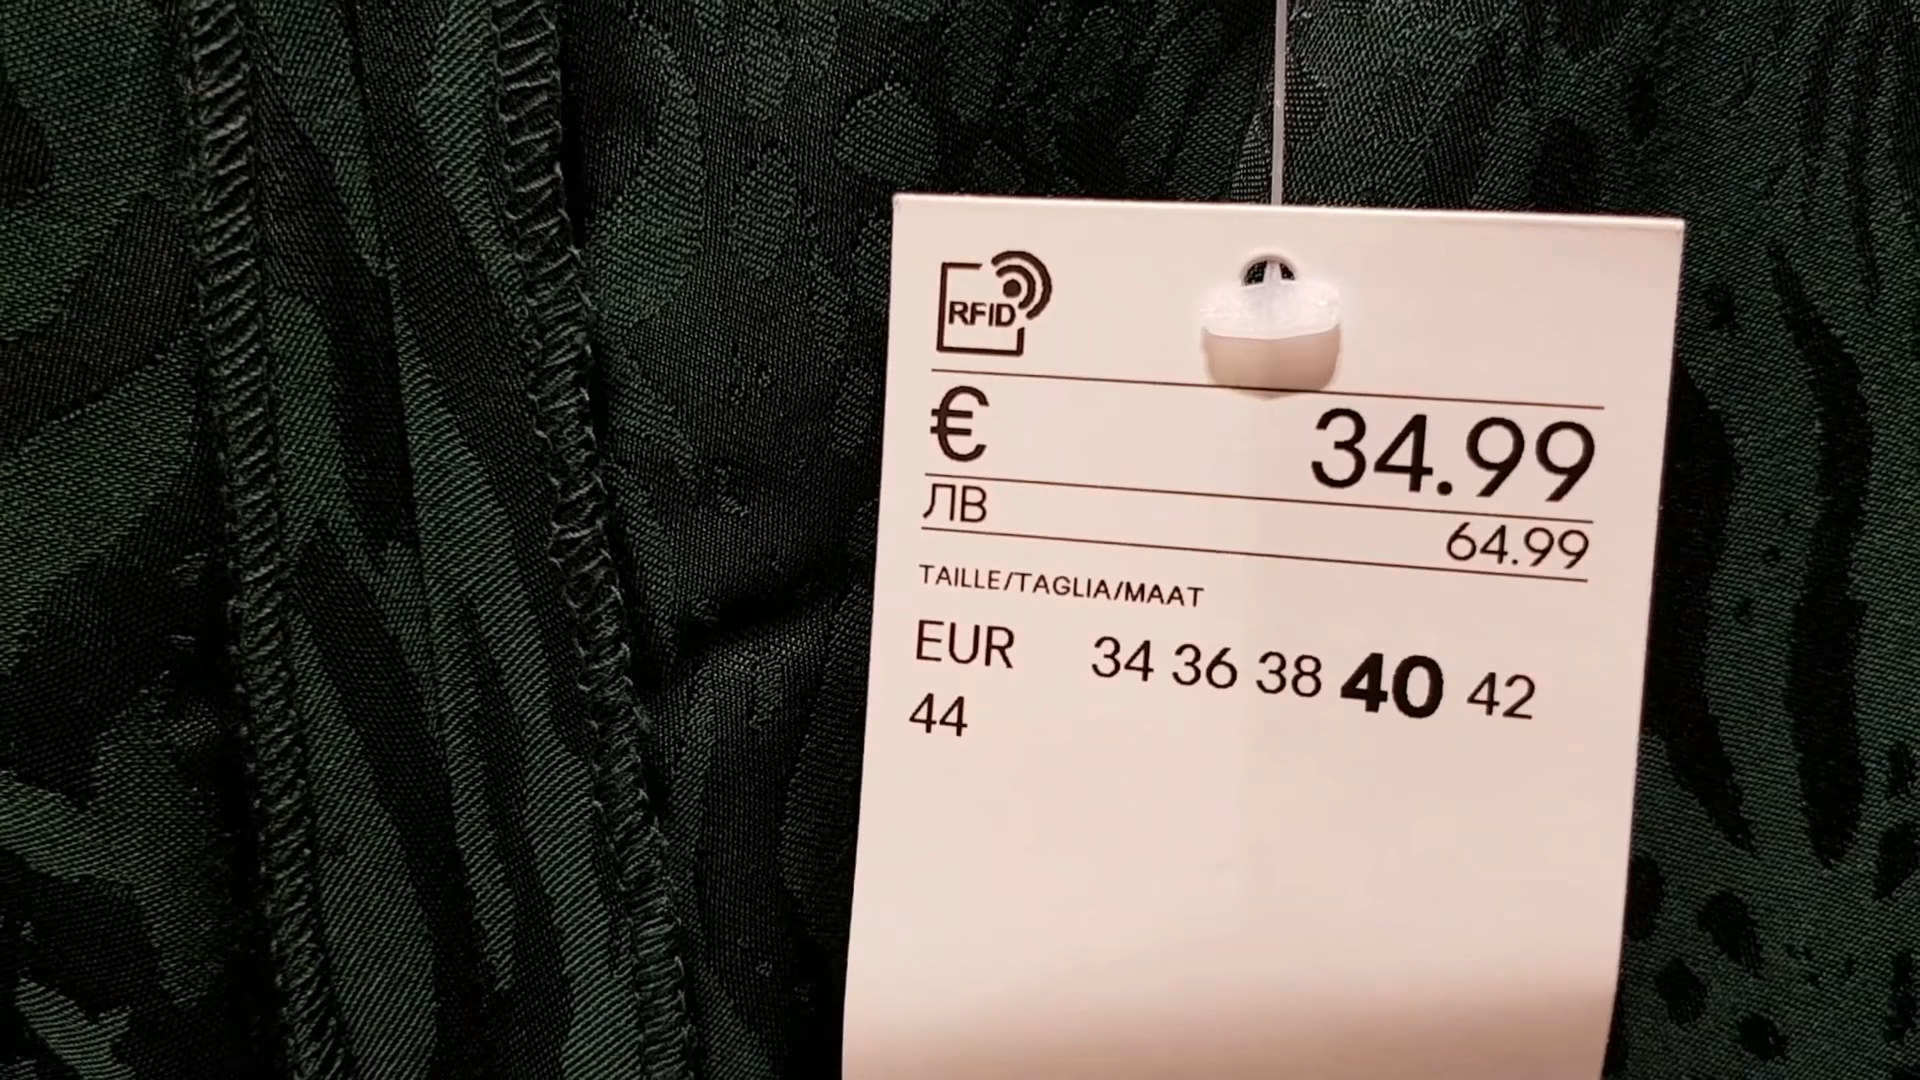 RFID
€ 34.99
ЛВ 64.99
TAILLE/TAGLIA/MAAT
EUR 34 36 38 40 42
44